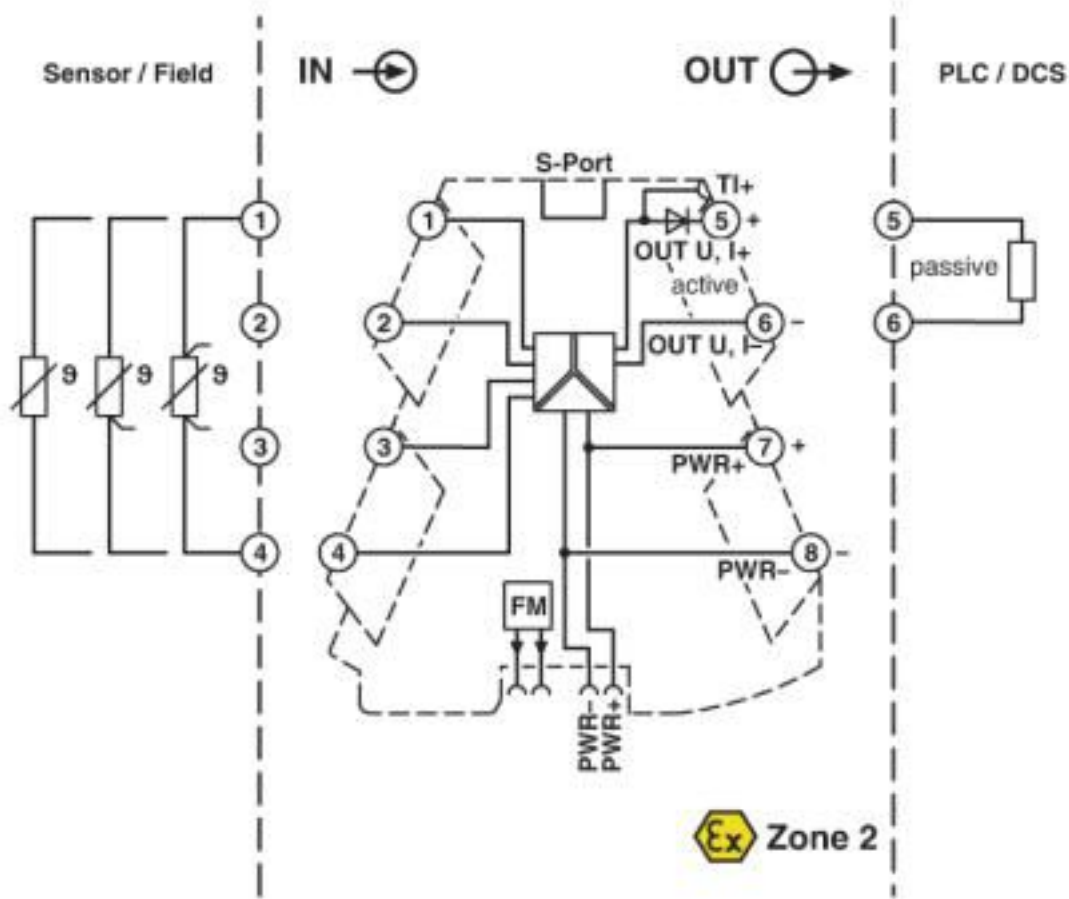 Sensor / Field
IN
OUT
PLC / DCS
S-Port
TI+
1
1
5
+
5
OUT U, I+
passive
active
2
2
6
–
6
OUT U, I–
ϑ
ϑ
ϑ
3
3
7
+
PWR+
4
4
8
–
PWR–
FM
PWR–
PWR+
Ex
Zone 2